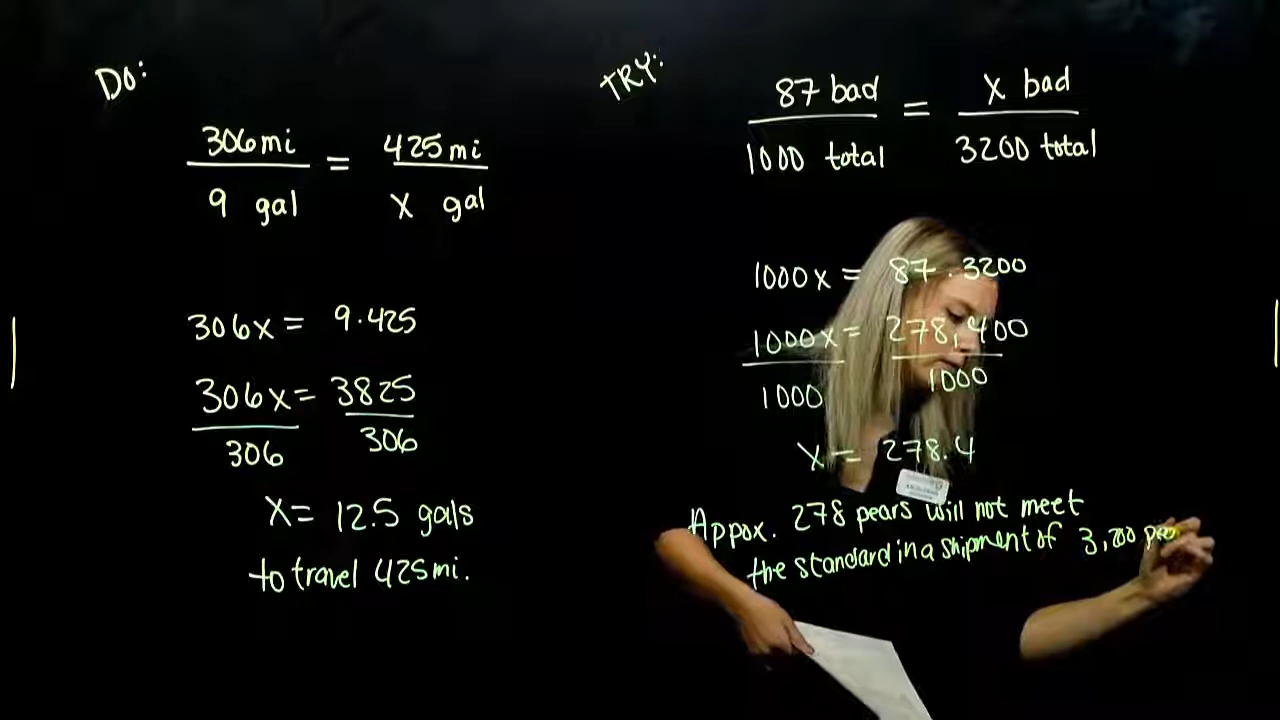 DO:
306mi = 425mi
9 gal x gal
306x = 9.425
306x = 3825
306 306
x = 12.5 gals
to travel 425mi.
TRY:
87 bad = x bad
1000 total 3200 total
1000x = 87.3200
1000x = 278,400
1000 1000
x = 278.4
Appox. 278 pears will not meet
the standard in a shipment of 3,200